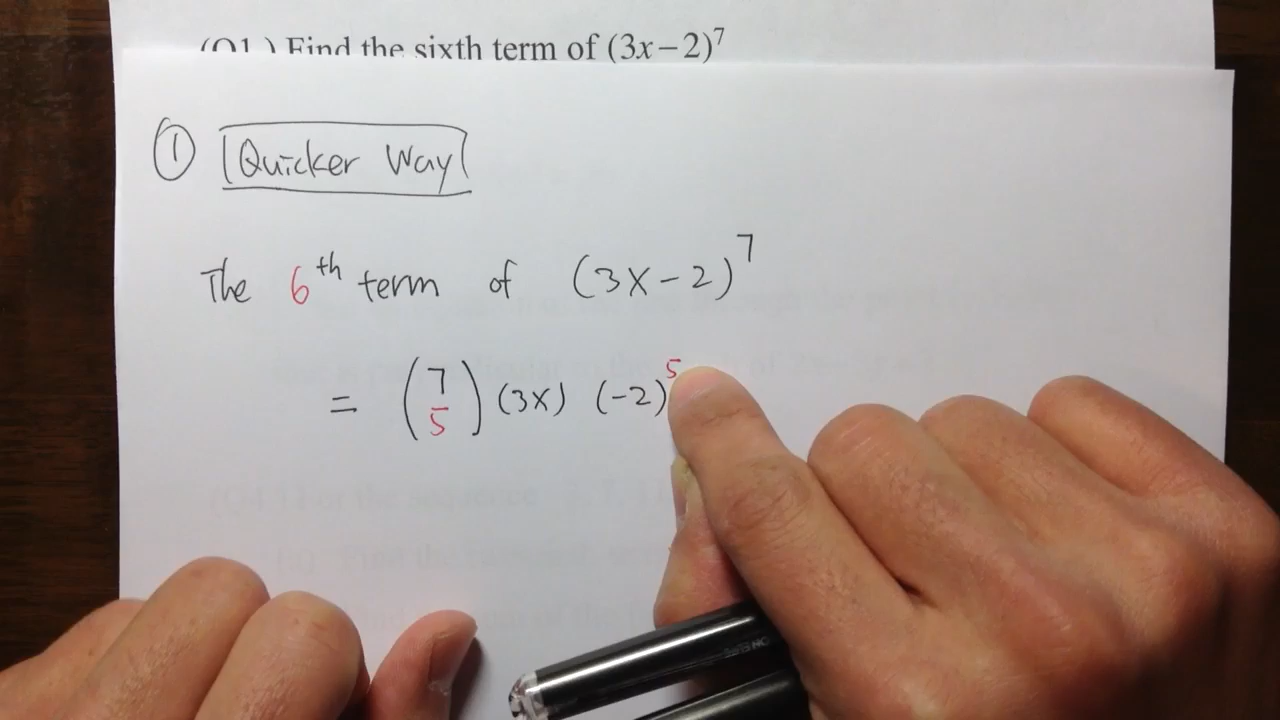 (Q1.) Find the sixth term of (3x−2)⁷
① Quicker Way
The 6ᵗʰ term of (3x−2)⁷
= (7 5) (3x) (−2)⁵